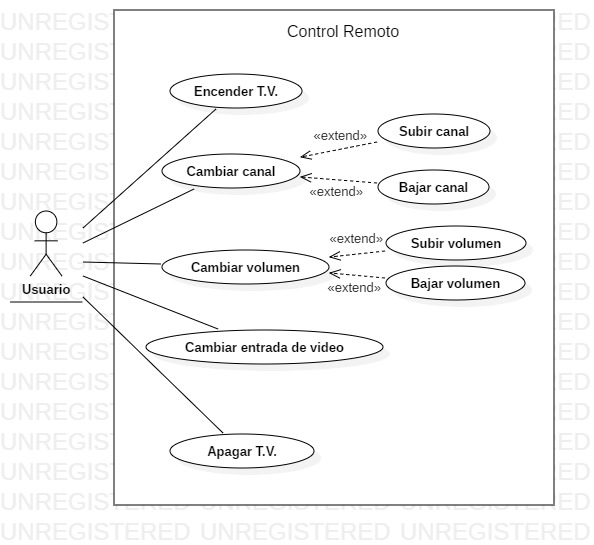 Control Remoto
Encender T.V.
«extend»
Subir canal
Cambiar canal
«extend»
Bajar canal
«extend»
Subir volumen
Cambiar volumen
«extend»
Bajar volumen
Usuario
Cambiar entrada de video
Apagar T.V.
UNREGISTERED UNREGISTERED UNREGISTERED